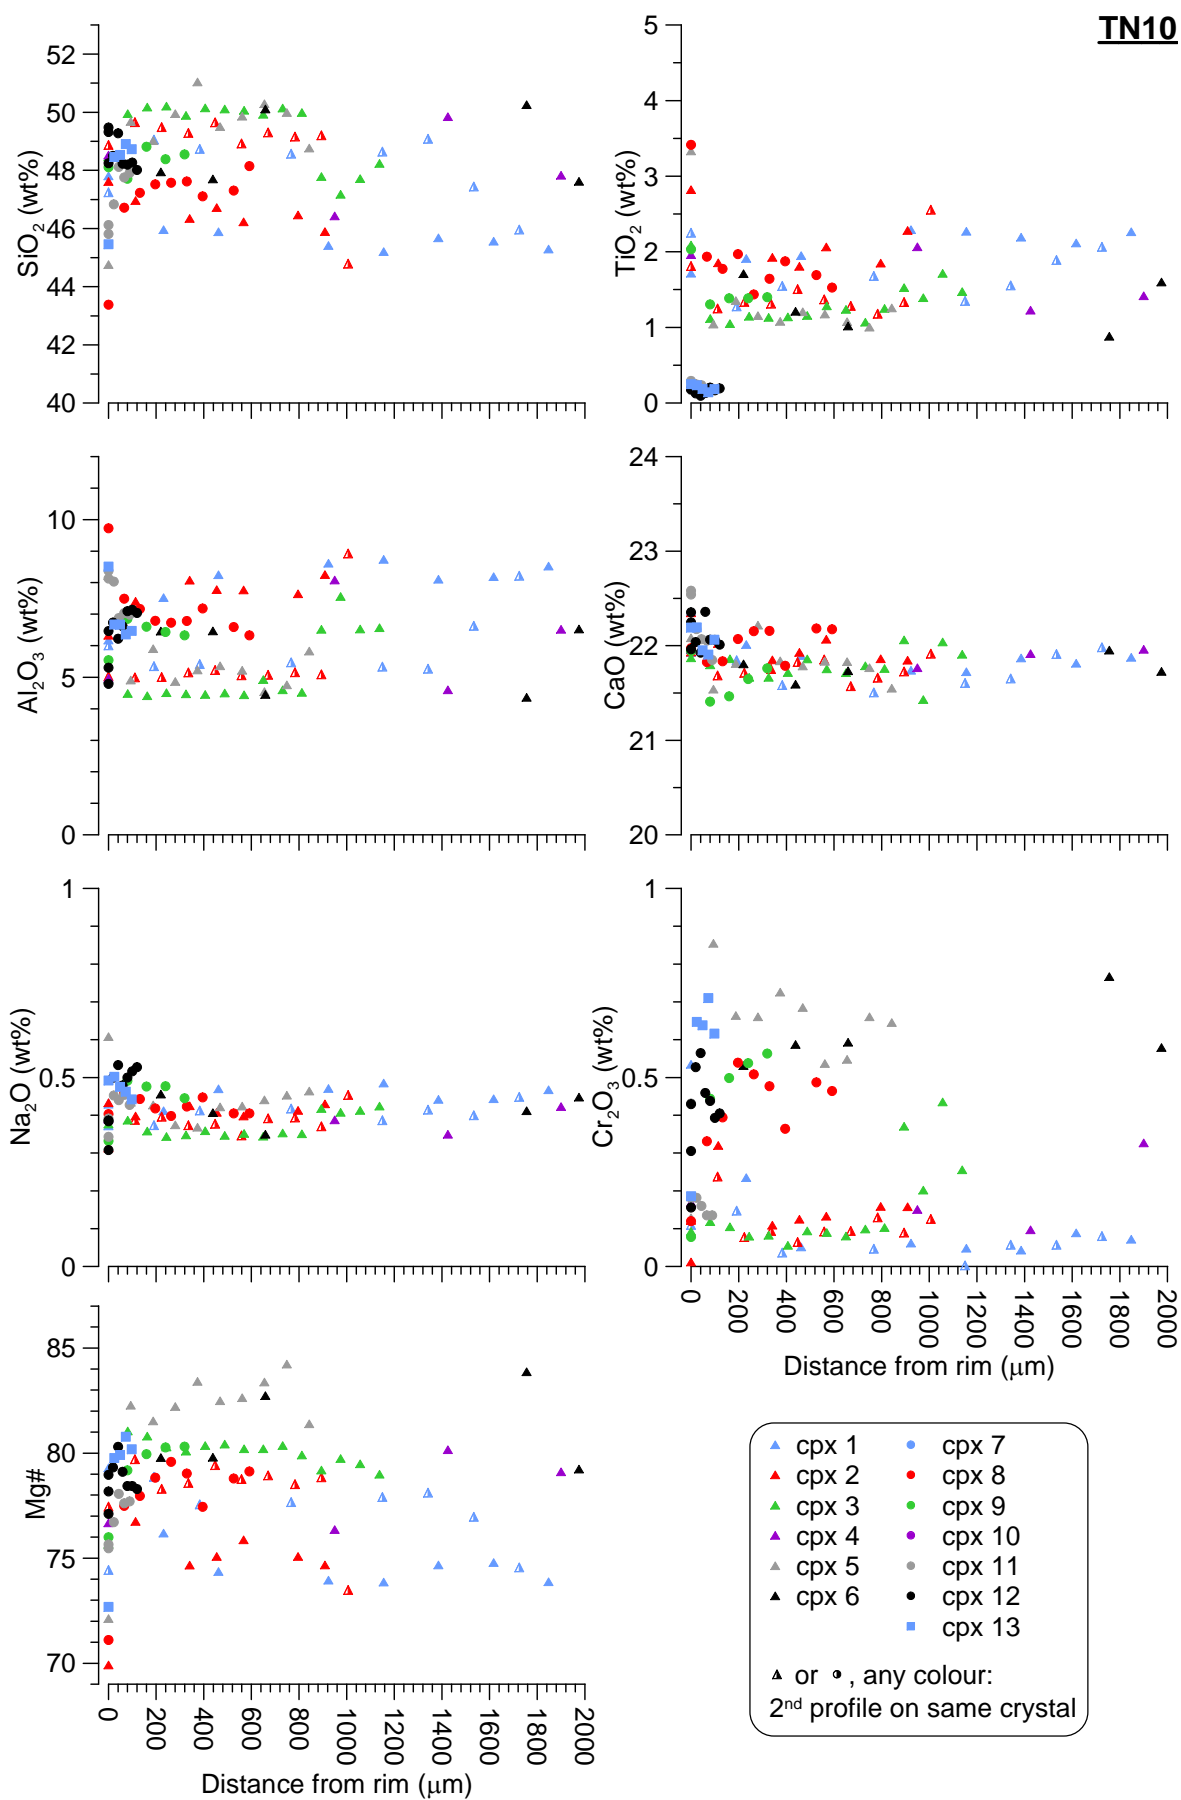 TN10
52
50
48
46
44
42
40
SiO2 (wt%)
5
4
3
2
1
0
TiO2 (wt%)
10
5
0
Al2O3 (wt%)
24
23
22
21
20
CaO (wt%)
1
0.5
0
Na2O (wt%)
1
0.5
0
Cr2O3 (wt%)
0 200 400 600 800 1000 1200 1400 1600 1800 2000
Distance from rim (μm)
85
80
75
70
Mg#
0 200 400 600 800 1000 1200 1400 1600 1800 2000
Distance from rim (μm)
cpx 1 cpx 7
cpx 2 cpx 8
cpx 3 cpx 9
cpx 4 cpx 10
cpx 5 cpx 11
cpx 6 cpx 12
cpx 13
or , any colour:
2nd profile on same crystal